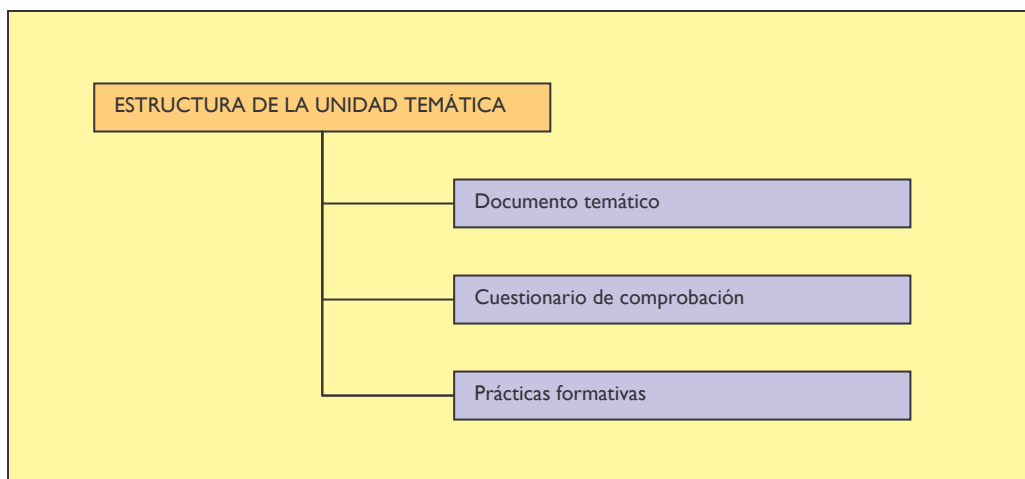 ESTRUCTURA DE LA UNIDAD TEMÁTICA
Documento temático
Cuestionario de comprobación
Prácticas formativas